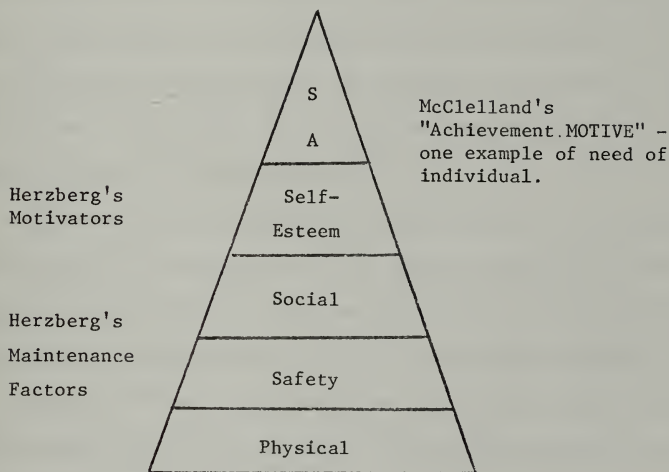 S
A
McClelland's
"Achievement.MOTIVE" -
one example of need of
individual.
Herzberg's
Motivators
Self-
Esteem
Social
Herzberg's
Maintenance
Factors
Safety
Physical